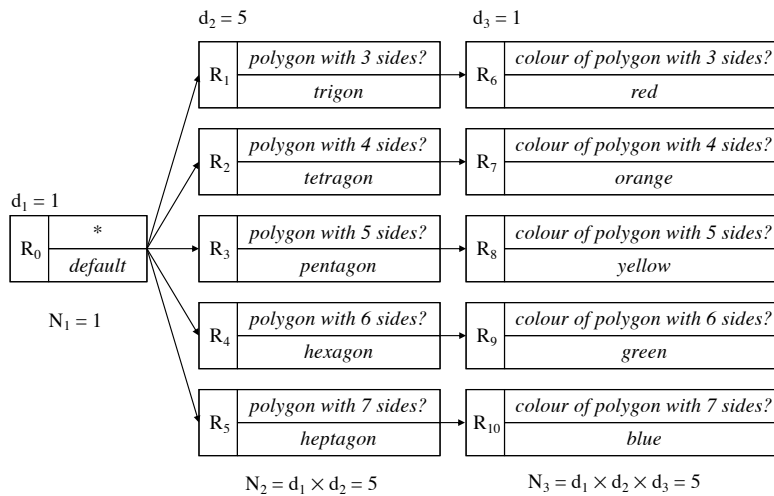 d₂ = 5
d₃ = 1
R₁ polygon with 3 sides?
trigon
R₆ colour of polygon with 3 sides?
red
R₂ polygon with 4 sides?
tetragon
R₇ colour of polygon with 4 sides?
orange
d₁ = 1
R₀ *
default
N₁ = 1
R₃ polygon with 5 sides?
pentagon
R₈ colour of polygon with 5 sides?
yellow
R₄ polygon with 6 sides?
hexagon
R₉ colour of polygon with 6 sides?
green
R₅ polygon with 7 sides?
heptagon
R₁₀ colour of polygon with 7 sides?
blue
N₂ = d₁ × d₂ = 5
N₃ = d₁ × d₂ × d₃ = 5